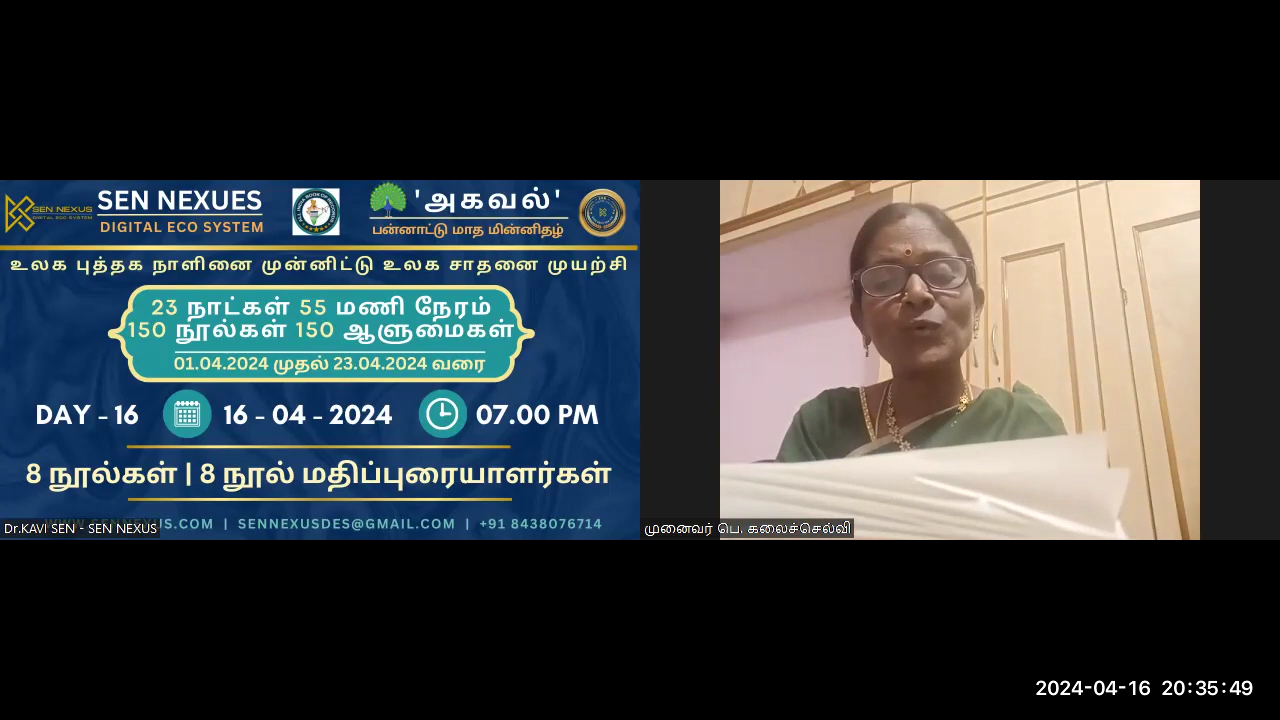 SEN NEXUS
DIGITAL ECO SYSTEM
SEN NEXUES
DIGITAL ECO SYSTEM
'அகவல்'
பன்னாட்டு மாத மின்னிதழ்
உலக புத்தக நாளினை முன்னிட்டு உலக சாதனை முயற்சி
23 நாட்கள் 55 மணி நேரம்
150 நூல்கள் 150 ஆளுமைகள்
01.04.2024 முதல் 23.04.2024 வரை
DAY - 16 16 - 04 - 2024 07.00 PM
8 நூல்கள் | 8 நூல் மதிப்புரையாளர்கள்
| SENNEXUSDES@GMAIL.COM | +91 8438076714
Dr.KAVI SEN - SEN NEXUS
முனைவர் பெ. கலைச்செல்வி
2024-04-16 20:35:49